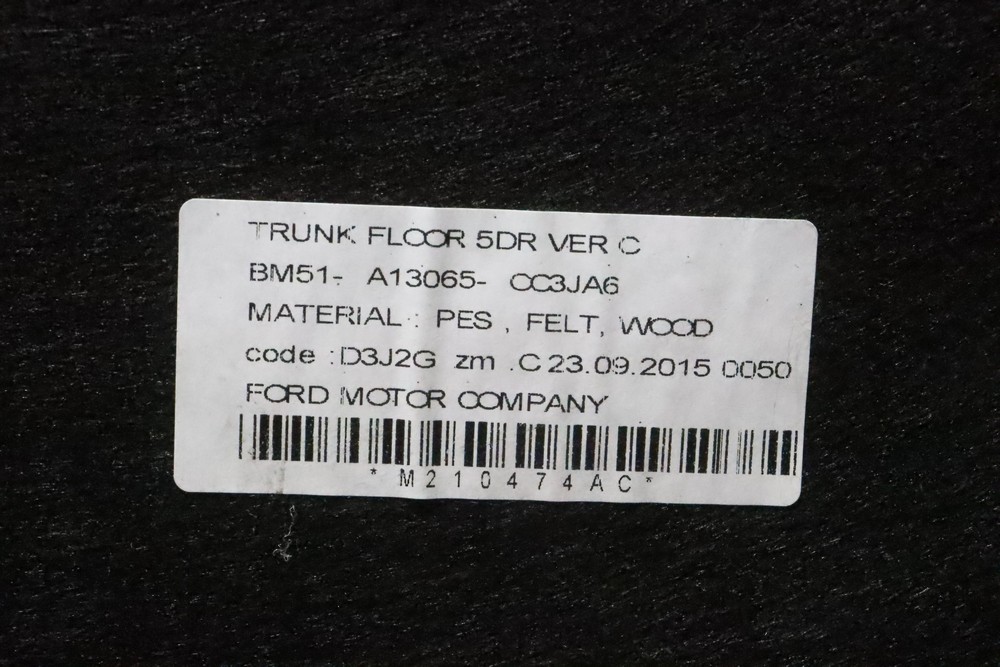 TRUNK FLOOR 5DR VER C
BM51- A13065- CC3JA6
MATERIAL : PES , FELT, WOOD
code :D3J2G zm .C 23.09.2015 0050
FORD MOTOR COMPANY
*M210474AC*